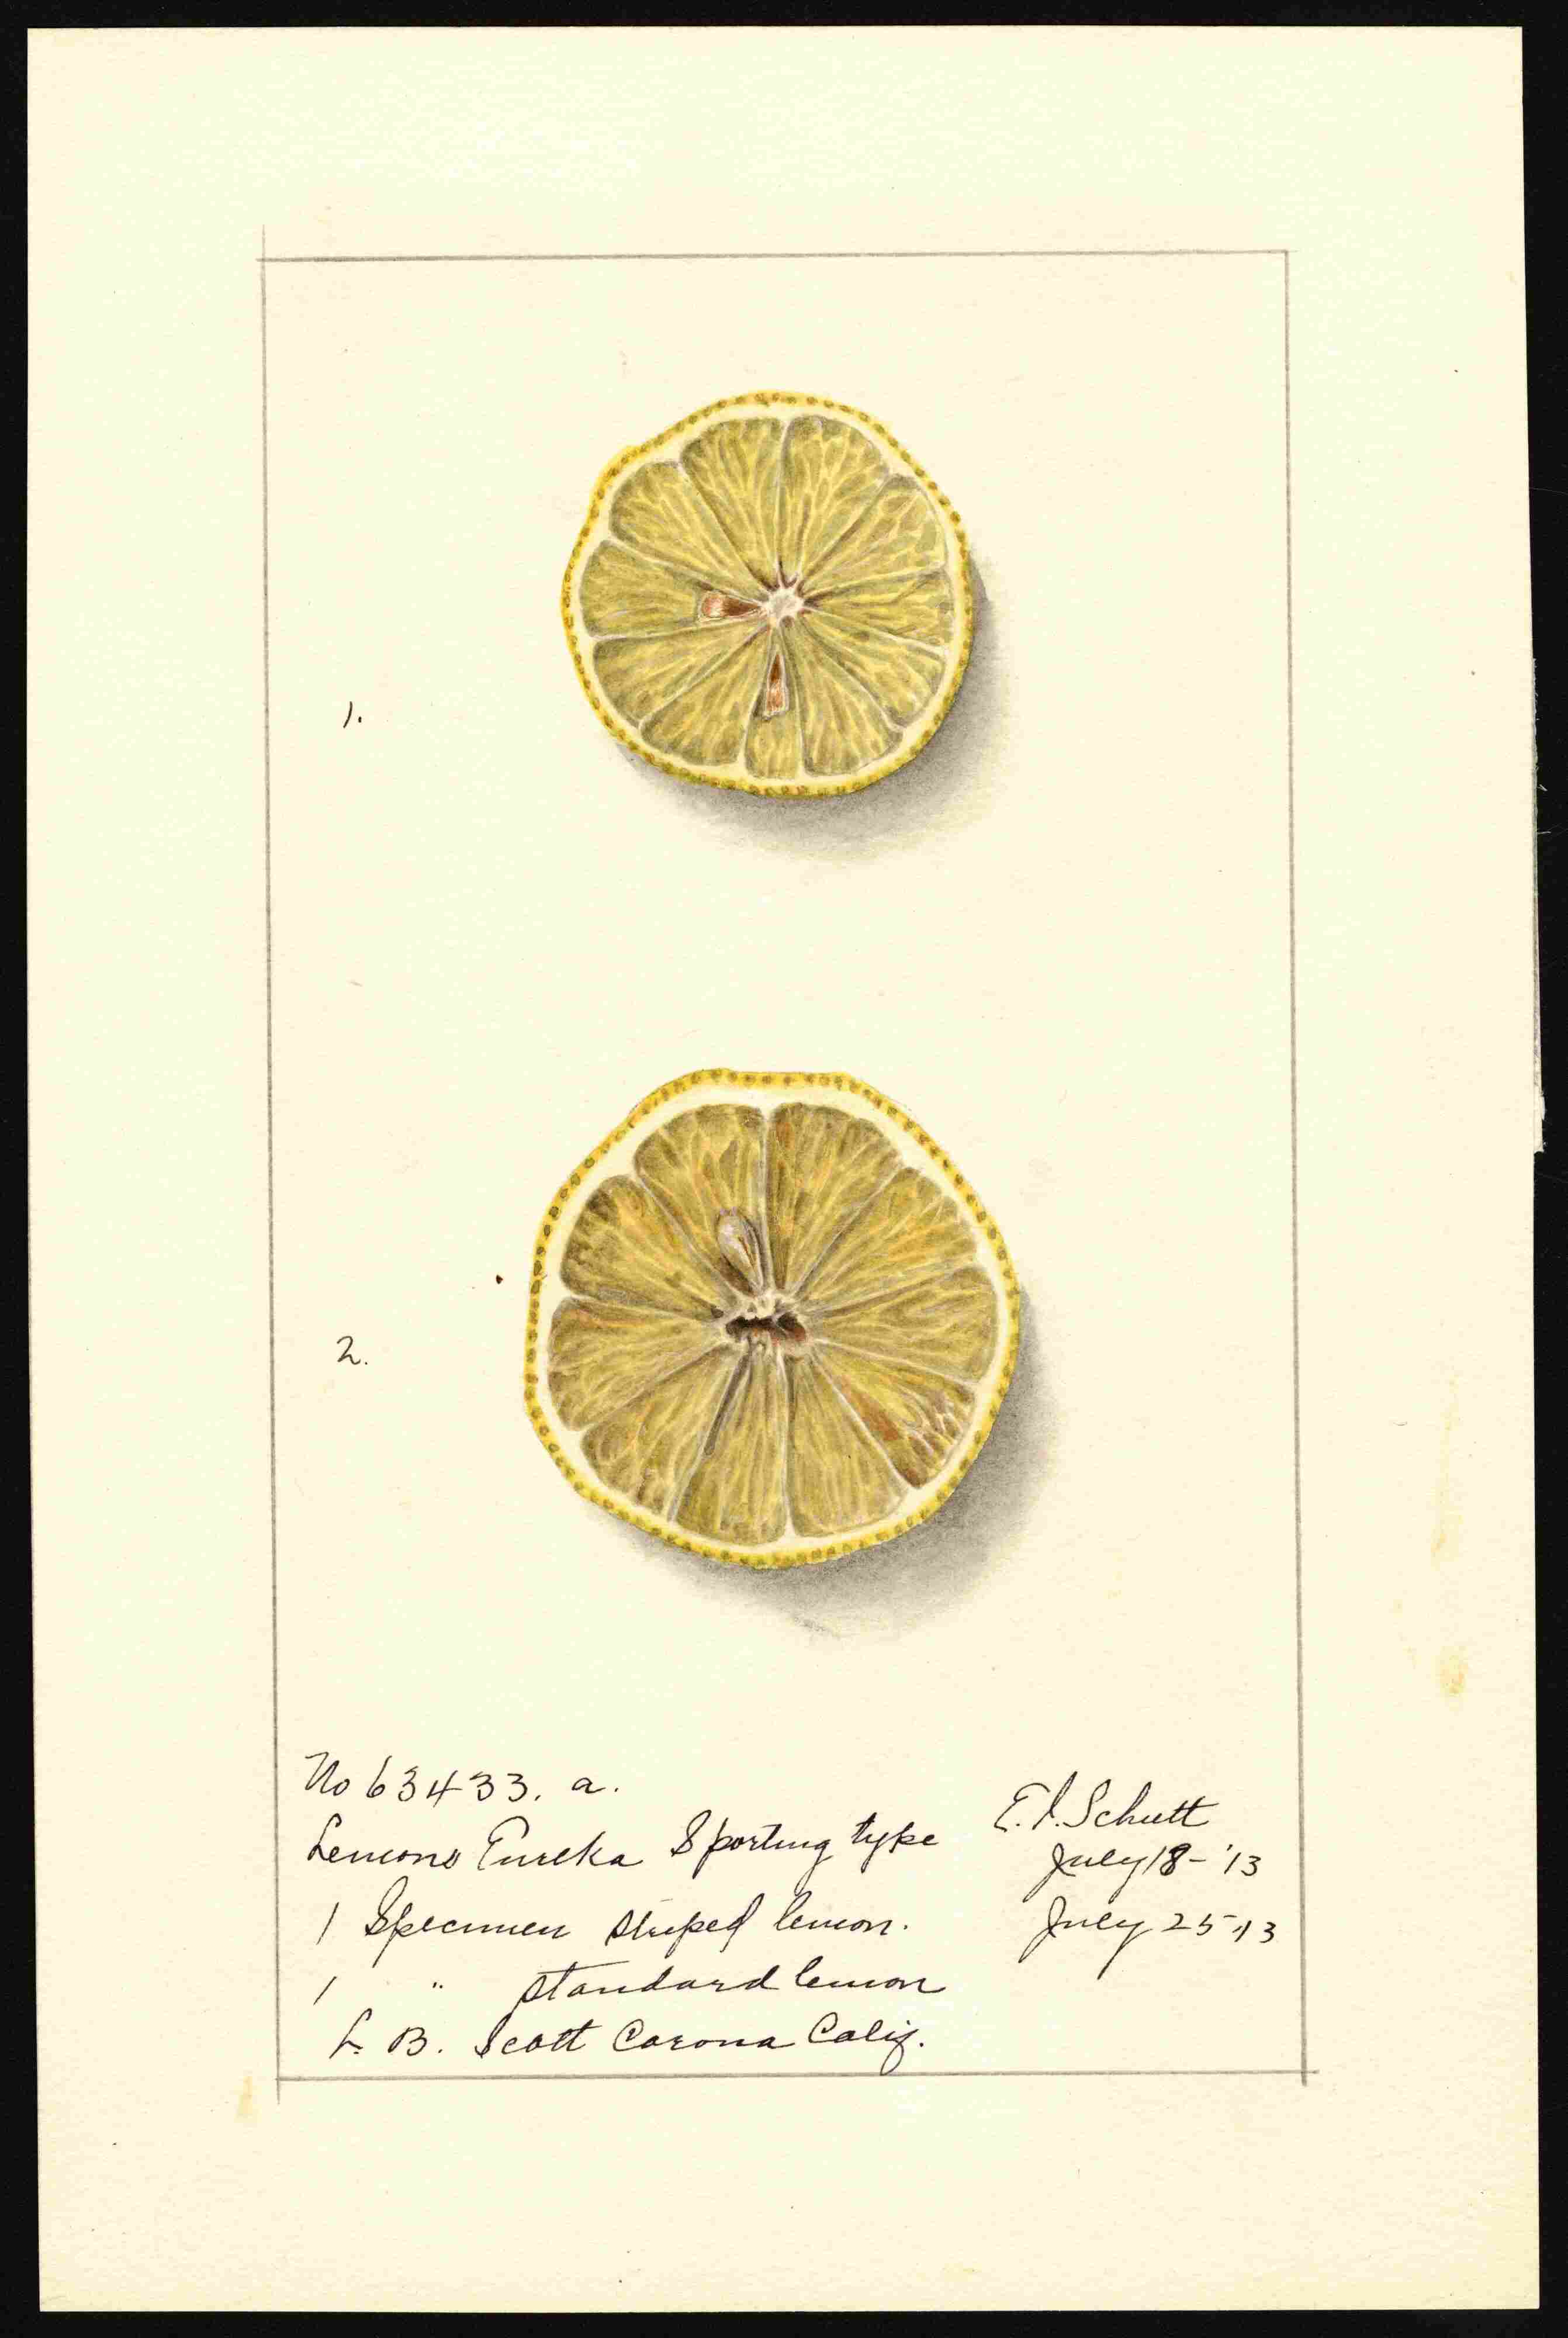 1.
2.
No 63433. a.
Lemons Eureka Sporting type
1 Specimen striped lemon.
1 " standard lemon
L. B. Scott Corona Calif.
E. I. Schutt
July 18-'13
July 25-13